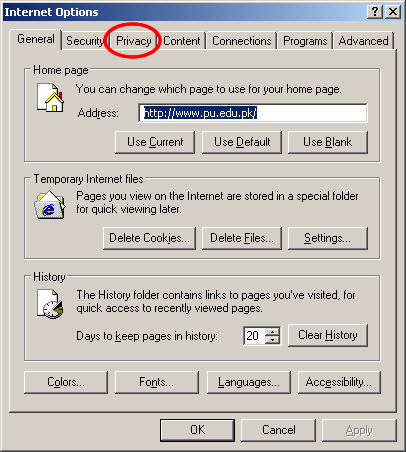 Internet Options
General Security Privacy Content Connections Programs Advanced
Home page
You can change which page to use for your home page.
Address: http://www.pu.edu.pk/
Use Current Use Default Use Blank
Temporary Internet files
Pages you view on the Internet are stored in a special folder
for quick viewing later.
Delete Cookies... Delete Files... Settings...
History
The History folder contains links to pages you've visited, for
quick access to recently viewed pages.
Days to keep pages in history: 20 Clear History
Colors... Fonts... Languages... Accessibility...
OK Cancel Apply